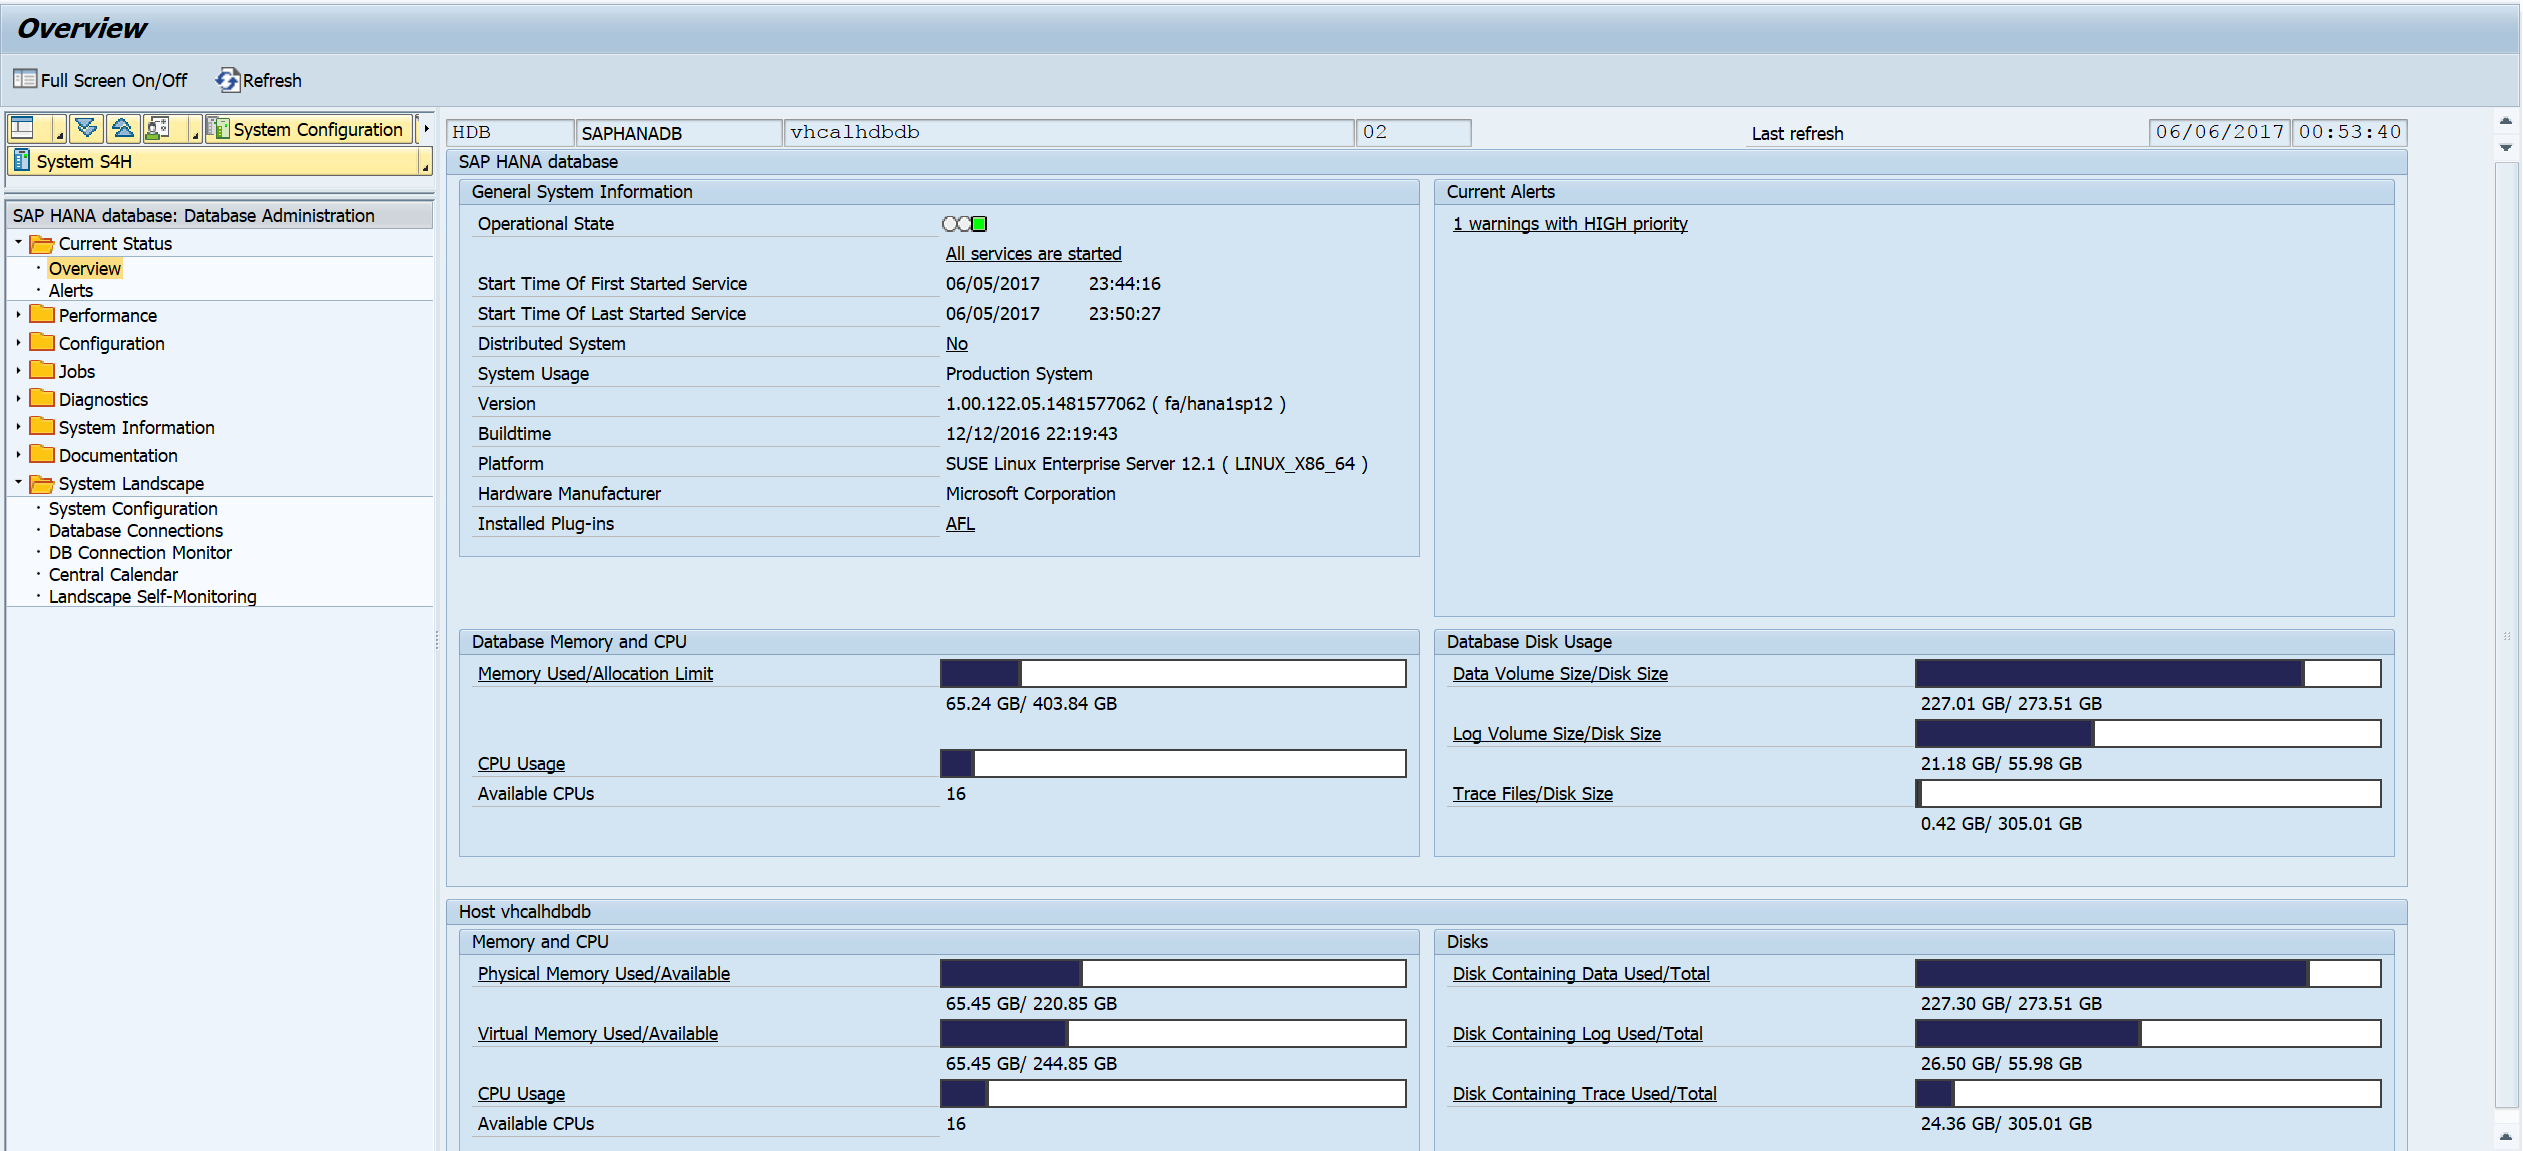 Overview
Full Screen On/Off Refresh
System Configuration
System S4H
SAP HANA database: Database Administration
Current Status
Overview
Alerts
Performance
Configuration
Jobs
Diagnostics
System Information
Documentation
System Landscape
System Configuration
Database Connections
DB Connection Monitor
Central Calendar
Landscape Self-Monitoring
HDB SAPHANADB vhcalhdbdb 02 Last refresh 06/06/2017 00:53:40
SAP HANA database
General System Information
Operational State
All services are started
Start Time Of First Started Service 06/05/2017 23:44:16
Start Time Of Last Started Service 06/05/2017 23:50:27
Distributed System No
System Usage Production System
Version 1.00.122.05.1481577062 ( fa/hana1sp12 )
Buildtime 12/12/2016 22:19:43
Platform SUSE Linux Enterprise Server 12.1 ( LINUX_X86_64 )
Hardware Manufacturer Microsoft Corporation
Installed Plug-ins AFL
Current Alerts
1 warnings with HIGH priority
Database Memory and CPU
Memory Used/Allocation Limit
65.24 GB/ 403.84 GB
CPU Usage
Available CPUs 16
Database Disk Usage
Data Volume Size/Disk Size
227.01 GB/ 273.51 GB
Log Volume Size/Disk Size
21.18 GB/ 55.98 GB
Trace Files/Disk Size
0.42 GB/ 305.01 GB
Host vhcalhdbdb
Memory and CPU
Physical Memory Used/Available
65.45 GB/ 220.85 GB
Virtual Memory Used/Available
65.45 GB/ 244.85 GB
CPU Usage
Available CPUs 16
Disks
Disk Containing Data Used/Total
227.30 GB/ 273.51 GB
Disk Containing Log Used/Total
26.50 GB/ 55.98 GB
Disk Containing Trace Used/Total
24.36 GB/ 305.01 GB